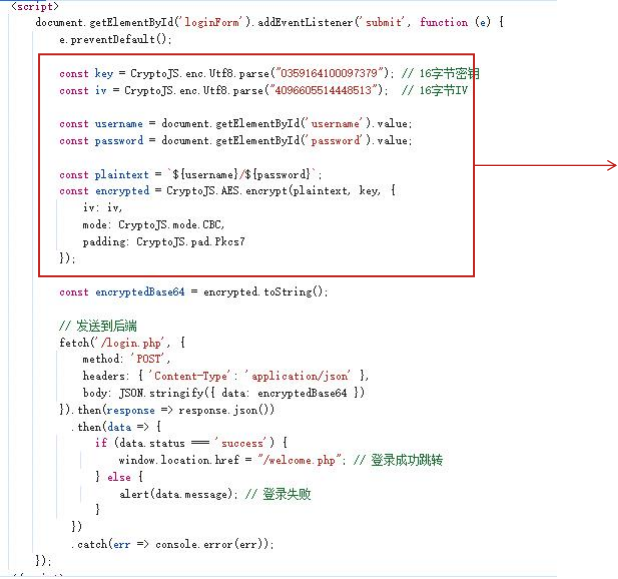 <script>
document.getElementById('loginForm').addEventListener('submit', function (e) {
e.preventDefault();
const key = CryptoJS.enc.Utf8.parse("0359164100097379"); // 16字节密钥
const iv = CryptoJS.enc.Utf8.parse("4096605514448513"); // 16字节IV
const username = document.getElementById('username').value;
const password = document.getElementById('password').value;
const plaintext = `${username}/${password}`;
const encrypted = CryptoJS.AES.encrypt(plaintext, key, {
iv: iv,
mode: CryptoJS.mode.CBC,
padding: CryptoJS.pad.Pkcs7
});
const encryptedBase64 = encrypted.toString();
// 发送到后端
fetch('/login.php', {
method: 'POST',
headers: { 'Content-Type': 'application/json' },
body: JSON.stringify({ data: encryptedBase64 })
}).then(response => response.json())
.then(data => {
if (data.status === 'success') {
window.location.href = "/welcome.php"; // 登录成功跳转
} else {
alert(data.message); // 登录失败
}
})
.catch(err => console.error(err));
});